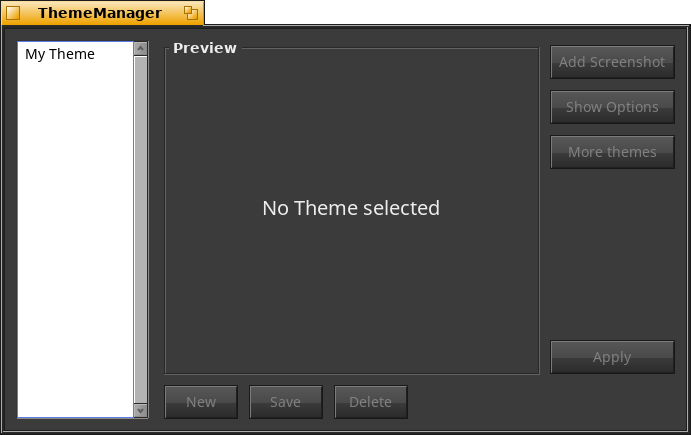 ThemeManager
My Theme
Preview
No Theme selected
Add Screenshot
Show Options
More themes
Apply
New
Save
Delete